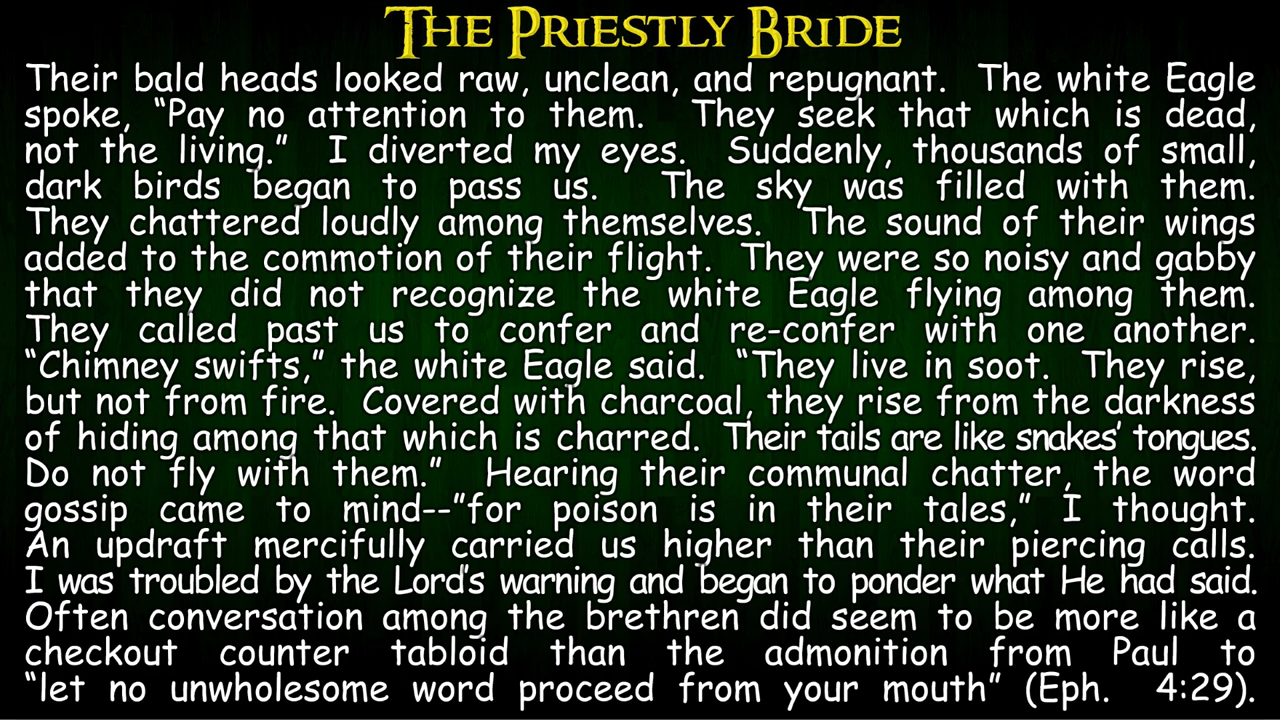 The Priestly Bride
Their bald heads looked raw, unclean, and repugnant. The white Eagle
spoke, “Pay no attention to them. They seek that which is dead,
not the living.” I diverted my eyes. Suddenly, thousands of small,
dark birds began to pass us. The sky was filled with them.
They chattered loudly among themselves. The sound of their wings
added to the commotion of their flight. They were so noisy and gabby
that they did not recognize the white Eagle flying among them.
They called past us to confer and re-confer with one another.
“Chimney swifts,” the white Eagle said. “They live in soot. They rise,
but not from fire. Covered with charcoal, they rise from the darkness
of hiding among that which is charred. Their tails are like snakes’ tongues.
Do not fly with them.” Hearing their communal chatter, the word
gossip came to mind--”for poison is in their tales,” I thought.
An updraft mercifully carried us higher than their piercing calls.
I was troubled by the Lord’s warning and began to ponder what He had said.
Often conversation among the brethren did seem to be more like a
checkout counter tabloid than the admonition from Paul to
“let no unwholesome word proceed from your mouth” (Eph. 4:29).